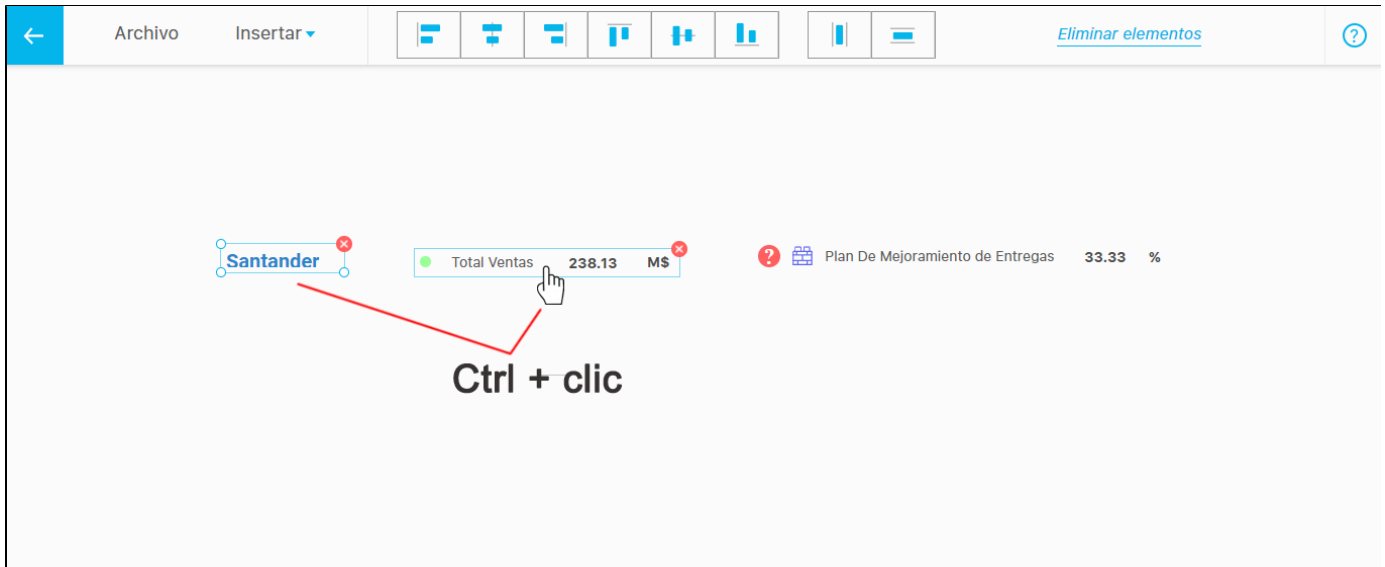 Archivo Insertar Eliminar elementos ?
Santander Total Ventas 238.13 M$ ? Plan De Mejoramiento de Entregas 33.33 %
Ctrl + clic